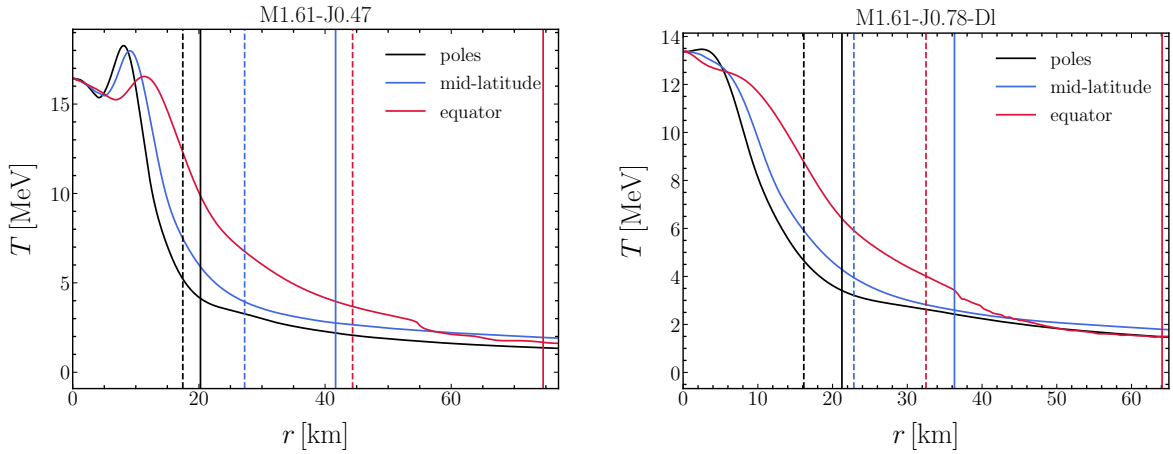 M1.61-J0.47
T [MeV]
15
10
5
0
0
20
40
60
r [km]
poles
mid-latitude
equator
M1.61-J0.78-Dl
T [MeV]
14
12
10
8
6
4
2
0
0
10
20
30
40
50
60
r [km]
poles
mid-latitude
equator